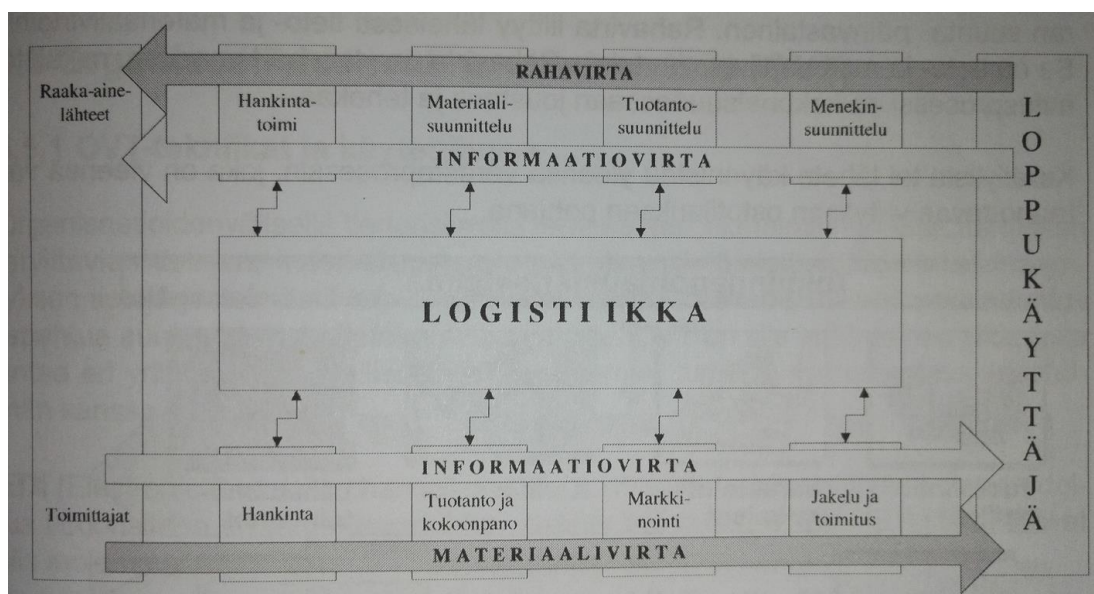 RAHAVIRTA
Raaka-aine-
lähteet
Hankinta-
toimi
Materiaali-
suunnittelu
Tuotanto-
suunnittelu
Menekin-
suunnittelu
INFORMAATIOVIRTA
LOGISTIIKKA
LOPPUKÄYTTÄJÄ
INFORMAATIOVIRTA
Toimittajat
Hankinta
Tuotanto ja
kokoonpano
Markki-
nointi
Jakelu ja
toimitus
MATERIAALIVIRTA